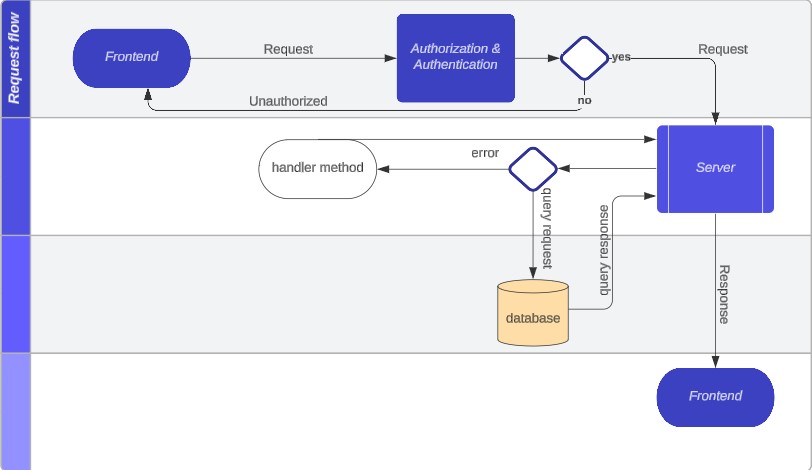 Request flow
Frontend
Request
Authorization &
Authentication
yes
Request
Unauthorized
no
handler method
error
Server
query request
query response
database
Response
Frontend